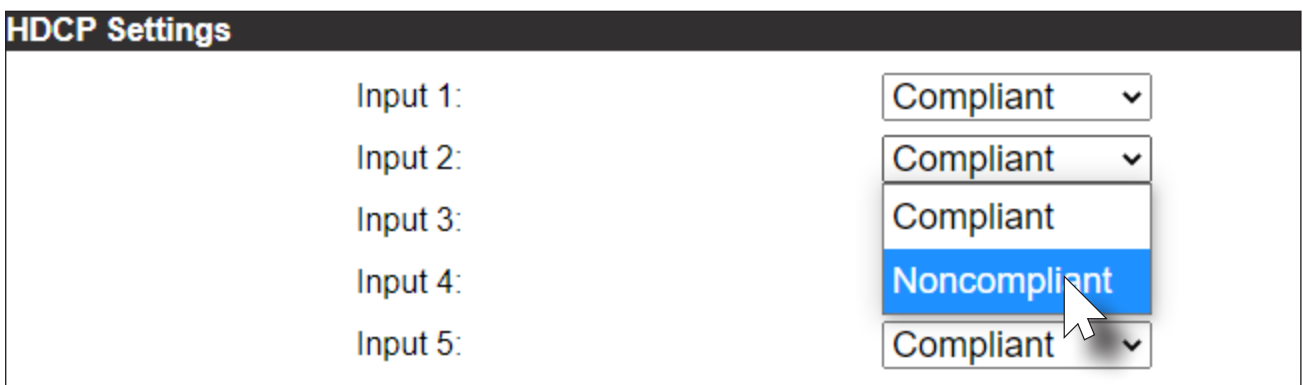 HDCP Settings
Input 1: Compliant
Input 2: Compliant
Input 3: Compliant
Input 4: Noncompliant
Input 5: Compliant